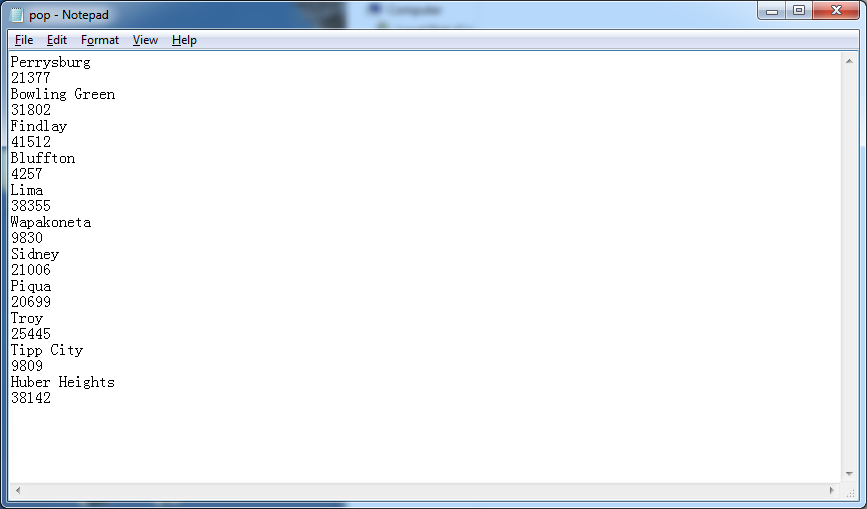 pop - Notepad
Computer
File Edit Format View Help
Perrysburg
21377
Bowling Green
31802
Findlay
41512
Bluffton
4257
Lima
38355
Wapakoneta
9830
Sidney
21006
Piqua
20699
Troy
25445
Tipp City
9809
Huber Heights
38142